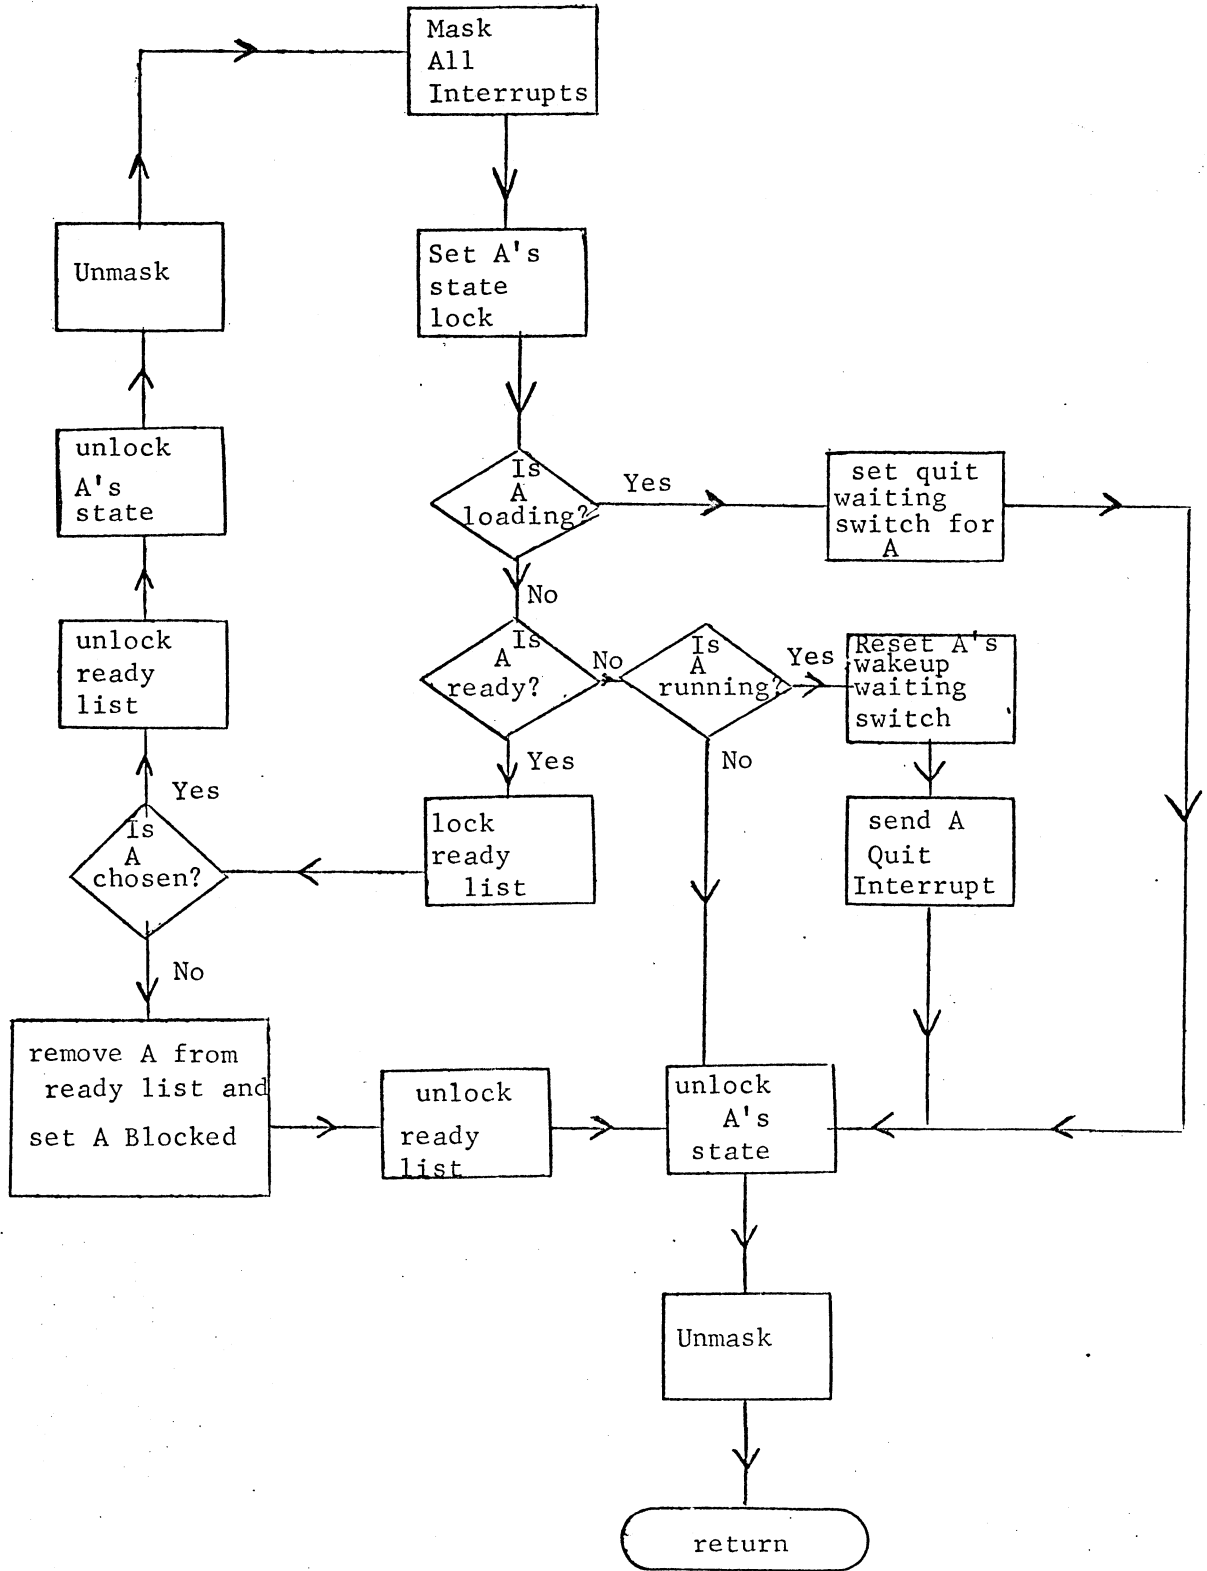 Mask
All
Interrupts
Unmask
Set A's
state
lock
unlock
A's
state
Is
A
loading?
Yes
set quit
waiting
switch for
A
No
unlock
ready
list
Is
A
ready?
No
Is
A
running?
Yes
Reset A's
wakeup
waiting
switch
Yes
No
Yes
lock
ready
list
send A
Quit
Interrupt
Is
A
chosen?
No
remove A from
ready list and
set A Blocked
unlock
ready
list
unlock
A's
state
Unmask
return